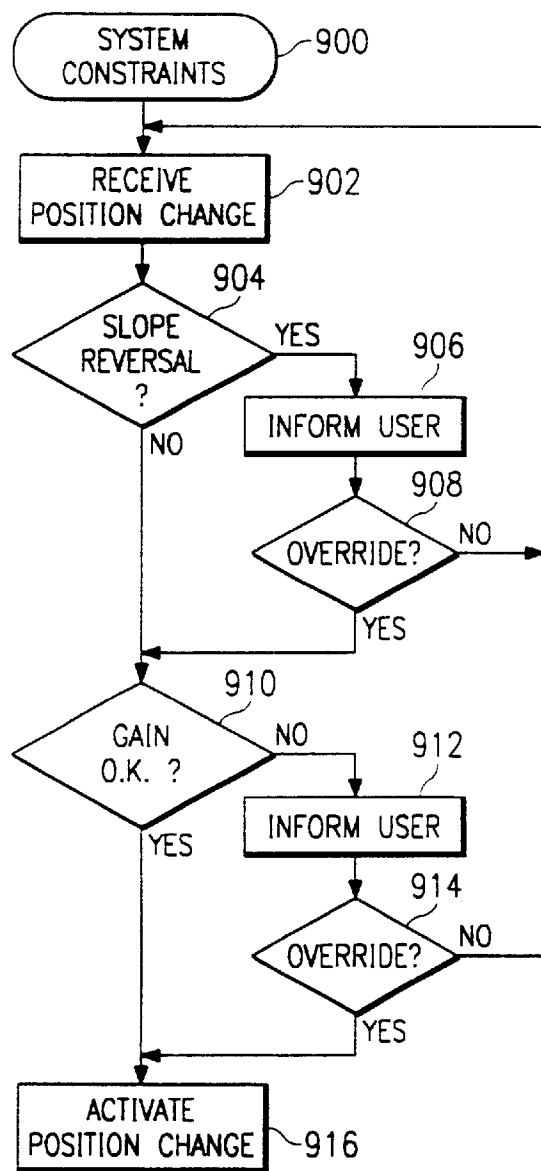 SYSTEM
CONSTRAINTS
900
RECEIVE
POSITION CHANGE
902
904
SLOPE
REVERSAL
?
YES
NO
906
INFORM USER
908
OVERRIDE?
NO
YES
910
GAIN
O.K. ?
NO
YES
912
INFORM USER
914
OVERRIDE?
NO
YES
ACTIVATE
POSITION CHANGE
916